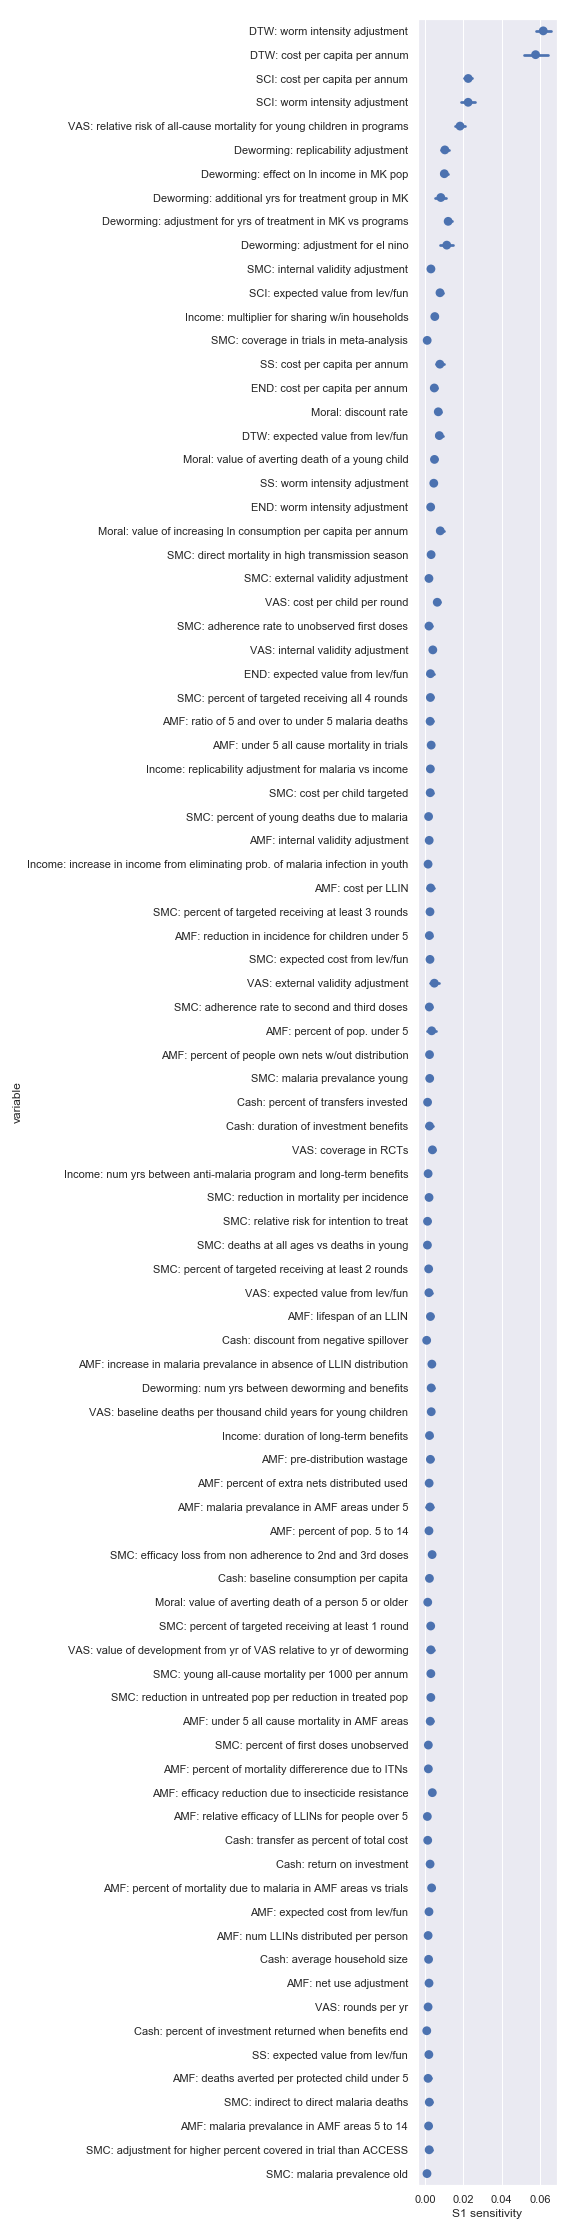 DTW: worm intensity adjustment
DTW: cost per capita per annum
SCI: cost per capita per annum
SCI: worm intensity adjustment
VAS: relative risk of all-cause mortality for young children in programs
Deworming: replicability adjustment
Deworming: effect on ln income in MK pop
Deworming: additional yrs for treatment group in MK
Deworming: adjustment for yrs of treatment in MK vs programs
Deworming: adjustment for el nino
SMC: internal validity adjustment
SCI: expected value from lev/fun
Income: multiplier for sharing w/in households
SMC: coverage in trials in meta-analysis
SS: cost per capita per annum
END: cost per capita per annum
Moral: discount rate
DTW: expected value from lev/fun
Moral: value of averting death of a young child
SS: worm intensity adjustment
END: worm intensity adjustment
Moral: value of increasing ln consumption per capita per annum
SMC: direct mortality in high transmission season
SMC: external validity adjustment
VAS: cost per child per round
SMC: adherence rate to unobserved first doses
VAS: internal validity adjustment
END: expected value from lev/fun
SMC: percent of targeted receiving all 4 rounds
AMF: ratio of 5 and over to under 5 malaria deaths
AMF: under 5 all cause mortality in trials
Income: replicability adjustment for malaria vs income
SMC: cost per child targeted
SMC: percent of young deaths due to malaria
AMF: internal validity adjustment
Income: increase in income from eliminating prob. of malaria infection in youth
AMF: cost per LLIN
SMC: percent of targeted receiving at least 3 rounds
AMF: reduction in incidence for children under 5
SMC: expected cost from lev/fun
VAS: external validity adjustment
SMC: adherence rate to second and third doses
AMF: percent of pop. under 5
AMF: percent of people own nets w/out distribution
SMC: malaria prevalance young
Cash: percent of transfers invested
Cash: duration of investment benefits
VAS: coverage in RCTs
Income: num yrs between anti-malaria program and long-term benefits
SMC: reduction in mortality per incidence
SMC: relative risk for intention to treat
SMC: deaths at all ages vs deaths in young
SMC: percent of targeted receiving at least 2 rounds
VAS: expected value from lev/fun
AMF: lifespan of an LLIN
Cash: discount from negative spillover
AMF: increase in malaria prevalance in absence of LLIN distribution
Deworming: num yrs between deworming and benefits
VAS: baseline deaths per thousand child years for young children
Income: duration of long-term benefits
AMF: pre-distribution wastage
AMF: percent of extra nets distributed used
AMF: malaria prevalance in AMF areas under 5
AMF: percent of pop. 5 to 14
SMC: efficacy loss from non adherence to 2nd and 3rd doses
Cash: baseline consumption per capita
Moral: value of averting death of a person 5 or older
SMC: percent of targeted receiving at least 1 round
VAS: value of development from yr of VAS relative to yr of deworming
SMC: young all-cause mortality per 1000 per annum
SMC: reduction in untreated pop per reduction in treated pop
AMF: under 5 all cause mortality in AMF areas
SMC: percent of first doses unobserved
AMF: percent of mortality differerence due to ITNs
AMF: efficacy reduction due to insecticide resistance
AMF: relative efficacy of LLINs for people over 5
Cash: transfer as percent of total cost
Cash: return on investment
AMF: percent of mortality due to malaria in AMF areas vs trials
AMF: expected cost from lev/fun
AMF: num LLINs distributed per person
Cash: average household size
AMF: net use adjustment
VAS: rounds per yr
Cash: percent of investment returned when benefits end
SS: expected value from lev/fun
AMF: deaths averted per protected child under 5
SMC: indirect to direct malaria deaths
AMF: malaria prevalance in AMF areas 5 to 14
SMC: adjustment for higher percent covered in trial than ACCESS
SMC: malaria prevalence old
variable
0.00 0.02 0.04 0.06
S1 sensitivity